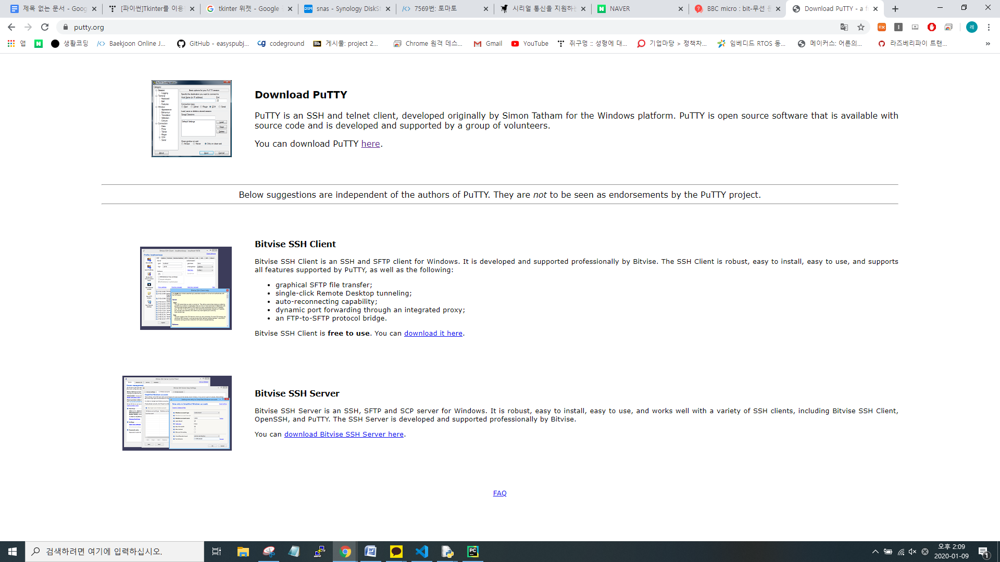 제목 없는 문서 - Goog
[파이썬]Tkinter를 이용
tkinter 위젯 - Google
snas - Synology DiskSt
7569번: 토마토
시리얼 통신을 지원하는
NAVER
BBC micro : bit-무선 든
Download PuTTY - a f
putty.org
앱
생활코딩
Baekjoon Online J...
GitHub - easyspubj...
codeground
게시물: project 2...
Chrome 원격 데스...
Gmail
YouTube
쥐구멍 :: 성형에 대...
기업마당 > 정책차...
임베디드 RTOS 동...
메이커스: 어른의...
라즈베리파이 트랜...
Download PuTTY
PuTTY is an SSH and telnet client, developed originally by Simon Tatham for the Windows platform. PuTTY is open source software that is available with
source code and is developed and supported by a group of volunteers.
You can download PuTTY here.
Below suggestions are independent of the authors of PuTTY. They are not to be seen as endorsements by the PuTTY project.
Bitvise SSH Client
Bitvise SSH Client is an SSH and SFTP client for Windows. It is developed and supported professionally by Bitvise. The SSH Client is robust, easy to install, easy to use, and supports
all features supported by PuTTY, as well as the following:
• graphical SFTP file transfer;
• single-click Remote Desktop tunneling;
• auto-reconnecting capability;
• dynamic port forwarding through an integrated proxy;
• an FTP-to-SFTP protocol bridge.
Bitvise SSH Client is free to use. You can download it here.
Bitvise SSH Server
Bitvise SSH Server is an SSH, SFTP and SCP server for Windows. It is robust, easy to install, easy to use, and works well with a variety of SSH clients, including Bitvise SSH Client,
OpenSSH, and PuTTY. The SSH Server is developed and supported professionally by Bitvise.
You can download Bitvise SSH Server here.
FAQ
검색하려면 여기에 입력하십시오.
오후 2:09
2020-01-09